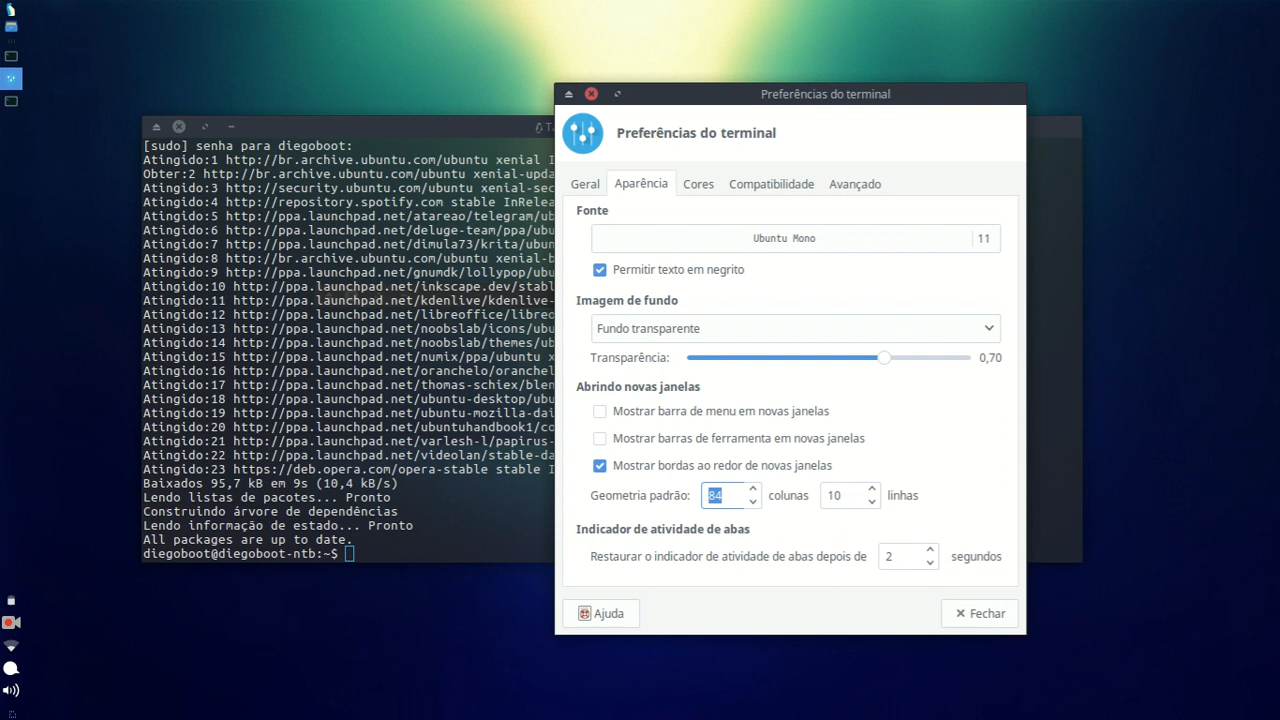 Preferências do terminal
Preferências do terminal
Geral Aparência Cores Compatibilidade Avançado
Fonte
Ubuntu Mono 11
Permitir texto em negrito
Imagem de fundo
Fundo transparente
Transparência: 0,70
Abrindo novas janelas
Mostrar barra de menu em novas janelas
Mostrar barras de ferramenta em novas janelas
Mostrar bordas ao redor de novas janelas
Geometria padrão: 84 colunas 10 linhas
Indicador de atividade de abas
Restaurar o indicador de atividade de abas depois de 2 segundos
Ajuda Fechar
[sudo] senha para diegoboot:
Atingido:1 http://br.archive.ubuntu.com/ubuntu xenial I
Obter:2 http://br.archive.ubuntu.com/ubuntu xenial-upda
Atingido:3 http://security.ubuntu.com/ubuntu xenial-sec
Atingido:4 http://repository.spotify.com stable InRelea
Atingido:5 http://ppa.launchpad.net/atareao/telegram/ub
Atingido:6 http://ppa.launchpad.net/deluge-team/ppa/ubu
Atingido:7 http://ppa.launchpad.net/dimula73/krita/ubun
Atingido:8 http://br.archive.ubuntu.com/ubuntu xenial-b
Atingido:9 http://ppa.launchpad.net/gnumdk/lollypop/ubu
Atingido:10 http://ppa.launchpad.net/inkscape.dev/stabl
Atingido:11 http://ppa.launchpad.net/kdenlive/kdenlive-
Atingido:12 http://ppa.launchpad.net/libreoffice/libreo
Atingido:13 http://ppa.launchpad.net/noobslab/icons/ubu
Atingido:14 http://ppa.launchpad.net/noobslab/themes/ub
Atingido:15 http://ppa.launchpad.net/numix/ppa/ubuntu x
Atingido:16 http://ppa.launchpad.net/oranchelo/oranchel
Atingido:17 http://ppa.launchpad.net/thomas-schiex/blen
Atingido:18 http://ppa.launchpad.net/ubuntu-desktop/ubu
Atingido:19 http://ppa.launchpad.net/ubuntu-mozilla-dai
Atingido:20 http://ppa.launchpad.net/ubuntuhandbook1/co
Atingido:21 http://ppa.launchpad.net/varlesh-l/papirus-
Atingido:22 http://ppa.launchpad.net/videolan/stable-da
Atingido:23 https://deb.opera.com/opera-stable stable I
Baixados 95,7 kB em 9s (10,4 kB/s)
Lendo listas de pacotes... Pronto
Construindo árvore de dependências
Lendo informação de estado... Pronto
All packages are up to date.
diegoboot@diegoboot-ntb:~$